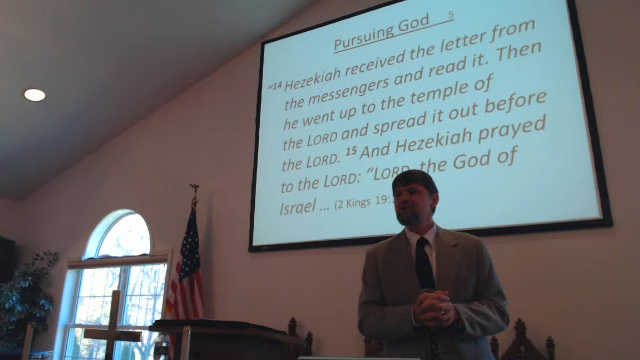 Pursuing God 5
"14 Hezekiah received the letter from
the messengers and read it. Then
he went up to the temple of
the LORD and spread it out before
the LORD. 15 And Hezekiah prayed
to the LORD: "LORD, the God of
Israel ... (2 Kings 19: